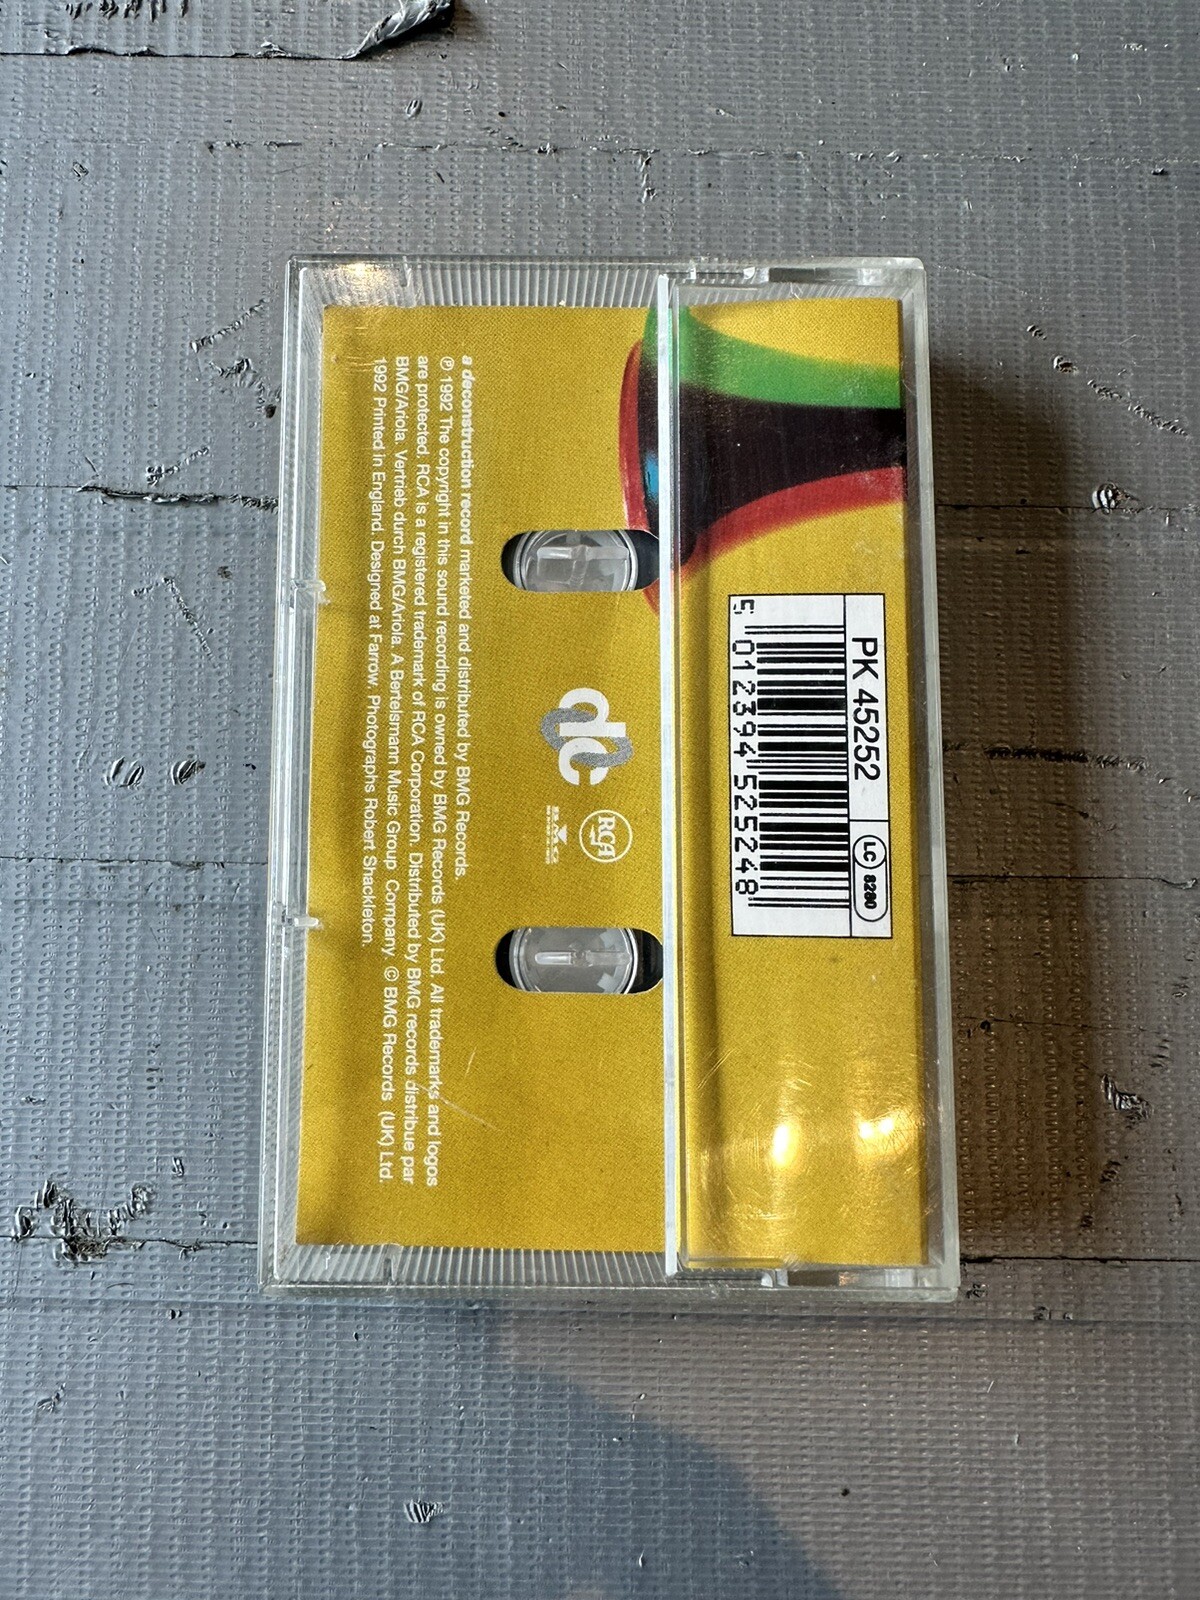 PK 45252
LC 8280
5 012394 525248
RCA
dc
BMG
a deconstruction record marketed and distributed by BMG Records.
℗ 1992 The copyright in this sound recording is owned by BMG Records (UK) Ltd. All trademarks and logos
are protected. RCA is a registered trademark of RCA Corporation. Distributed by BMG records distribue par
BMG/Ariola. Vertrieb durch BMG/Ariola. A Bertelsmann Music Group Company. © BMG Records (UK) Ltd.
1992 Printed in England. Designed at Farrow. Photographs Robert Shackleton.